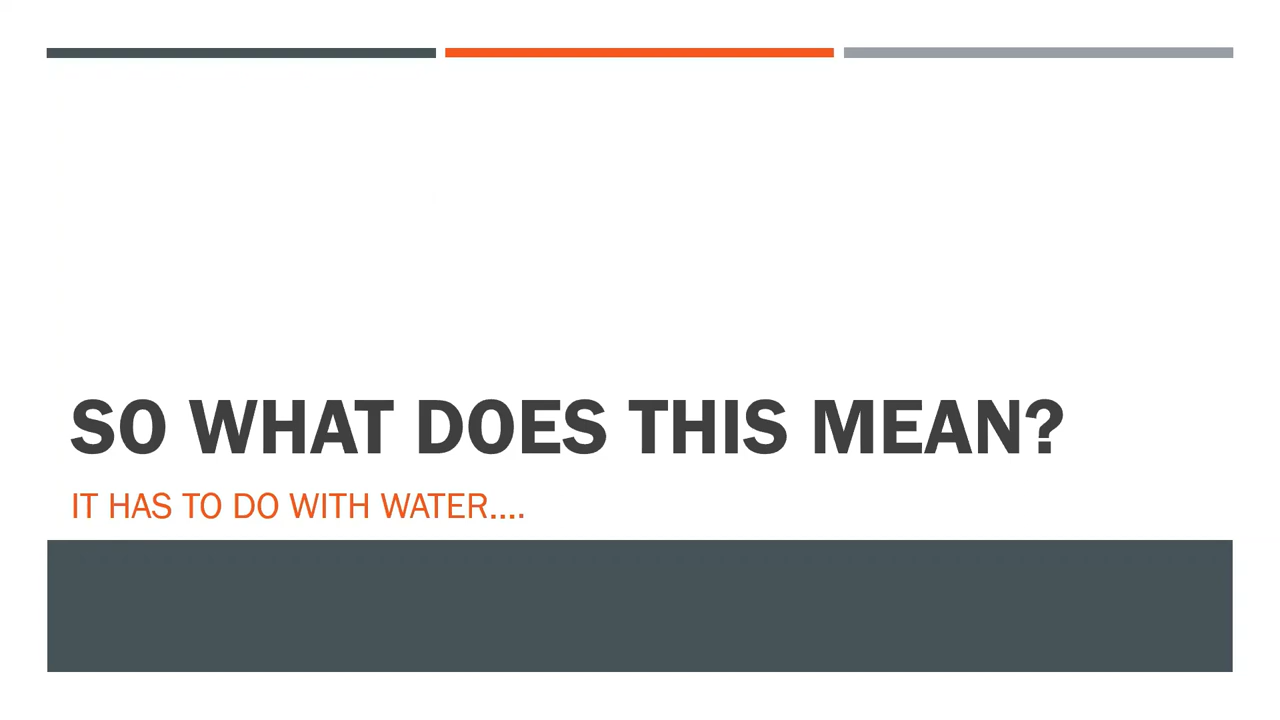 SO WHAT DOES THIS MEAN?
IT HAS TO DO WITH WATER....